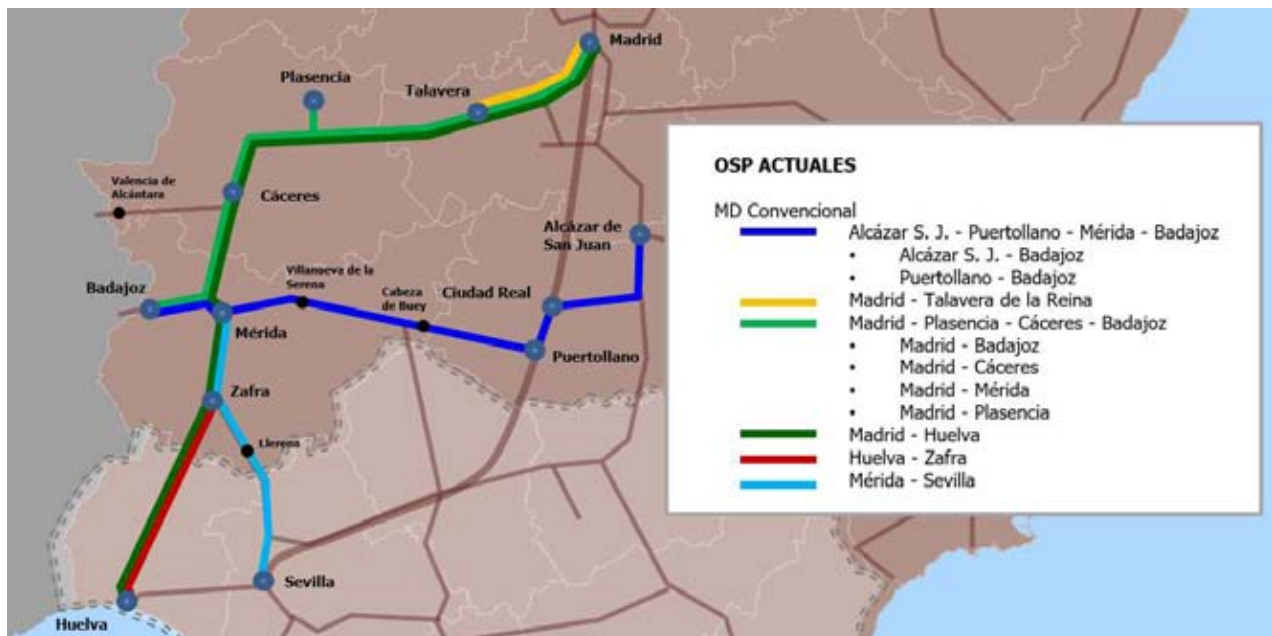 Madrid
Plasencia
Talavera
Valencia de
Alcántara
Cáceres
Alcázar de
San Juan
Badajoz
Villanueva de la
Serena
Cabeza
de Buey
Ciudad Real
Mérida
Puertollano
Zafra
Llerena
Sevilla
Huelva
OSP ACTUALES
MD Convencional
Alcázar S. J. - Puertollano - Mérida - Badajoz
• Alcázar S. J. - Badajoz
• Puertollano - Badajoz
Madrid - Talavera de la Reina
Madrid - Plasencia - Cáceres - Badajoz
• Madrid - Badajoz
• Madrid - Cáceres
• Madrid - Mérida
• Madrid - Plasencia
Madrid - Huelva
Huelva - Zafra
Mérida - Sevilla